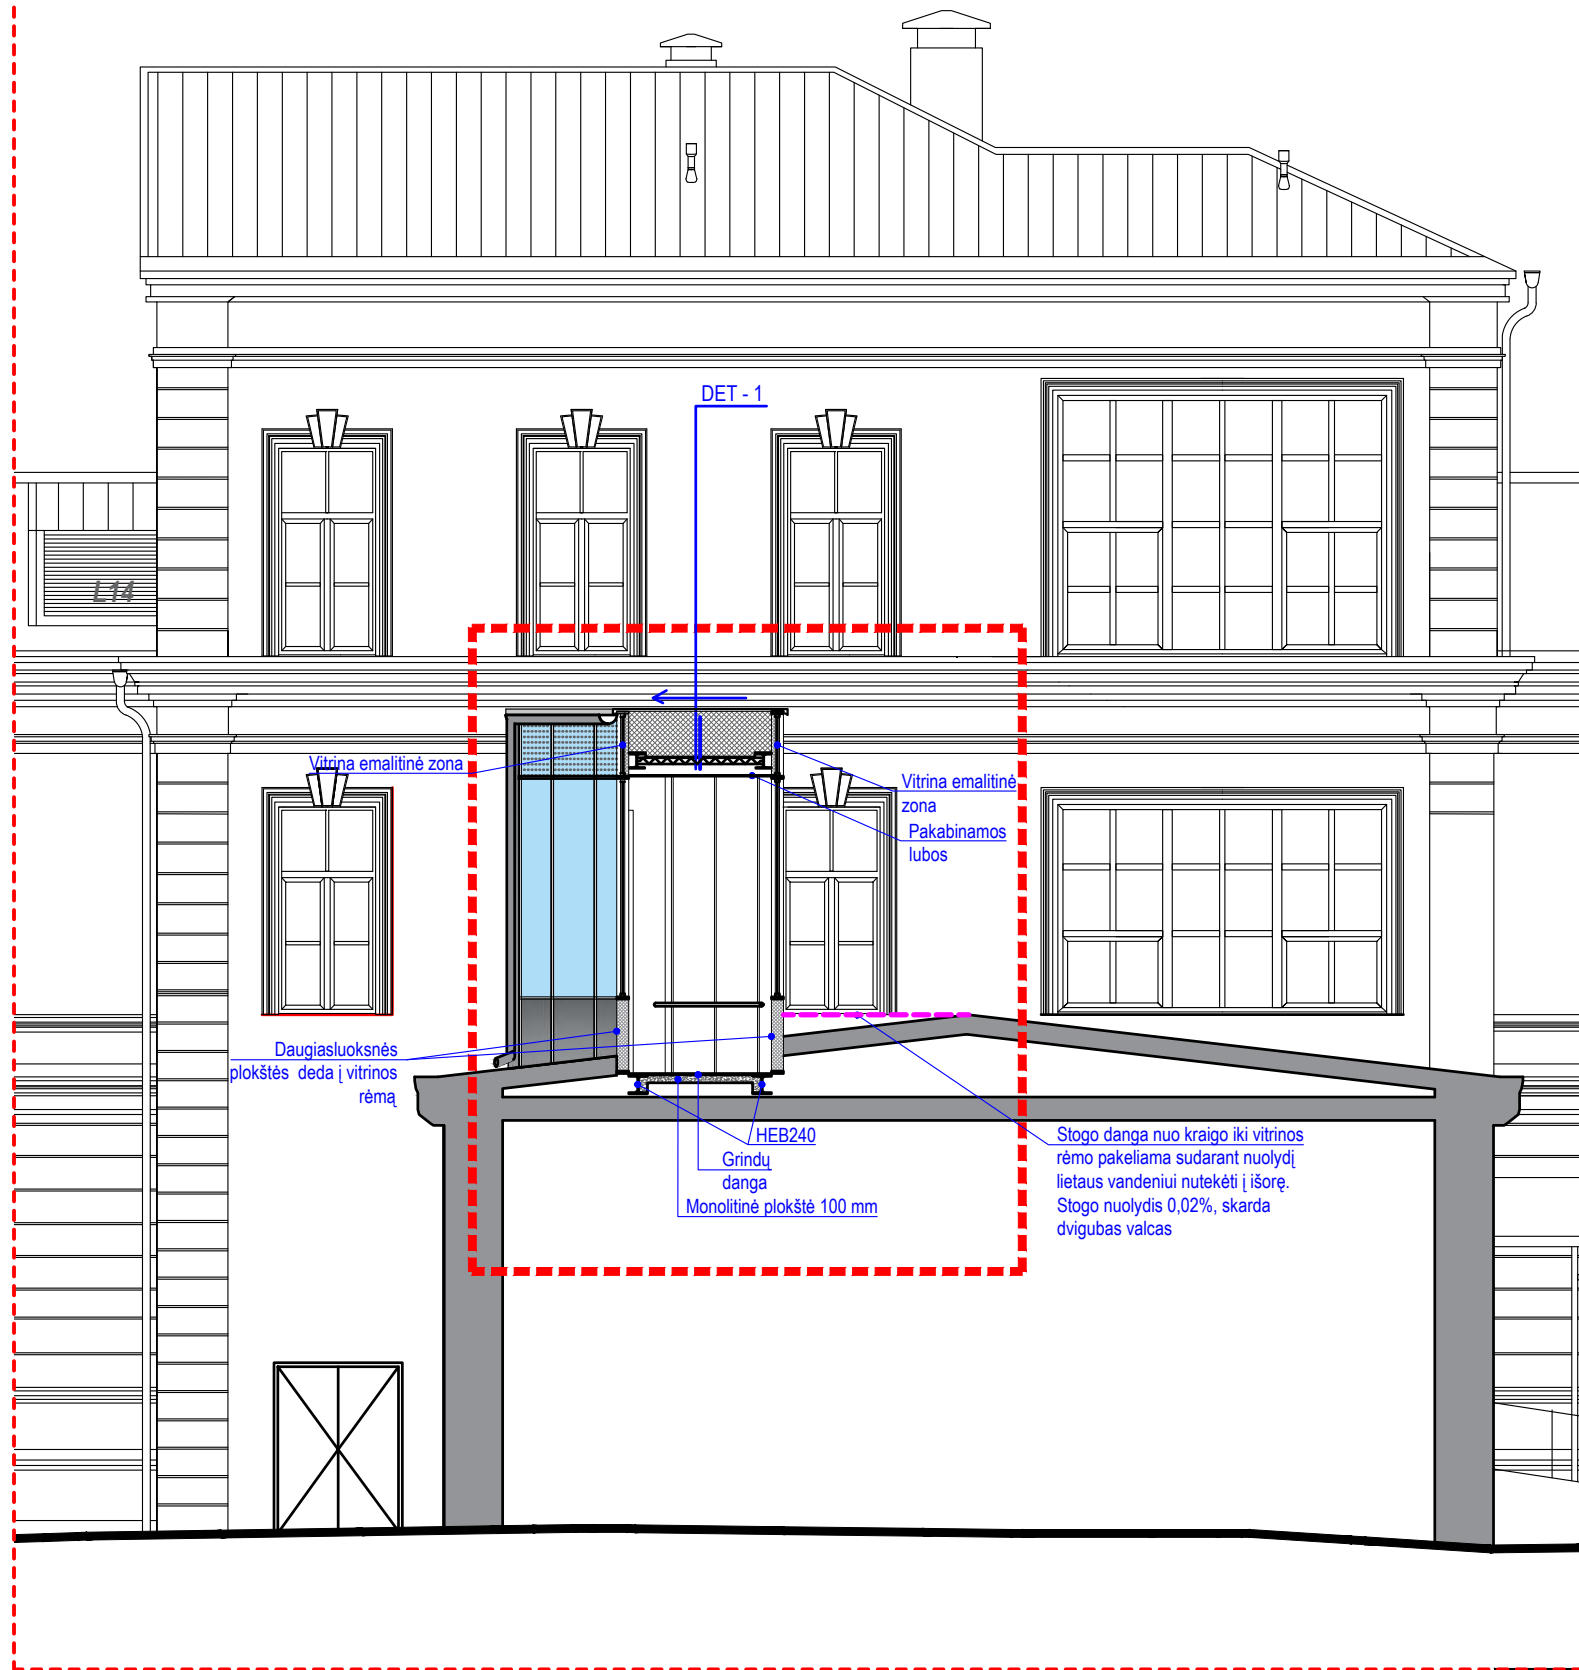 DET - 1
L14
Vitrina emalitinė zona
Vitrina emalitinė
zona
Pakabinamos
lubos
Daugiasluoksnės
plokštės deda į vitrinos
rėmą
HEB240
Grindų
danga
Monolitinė plokštė 100 mm
Stogo danga nuo kraigo iki vitrinos
rėmo pakeliama sudarant nuolydį
lietaus vandeniui nutekėti į išorę.
Stogo nuolydis 0,02%, skarda
dvigubas valcas